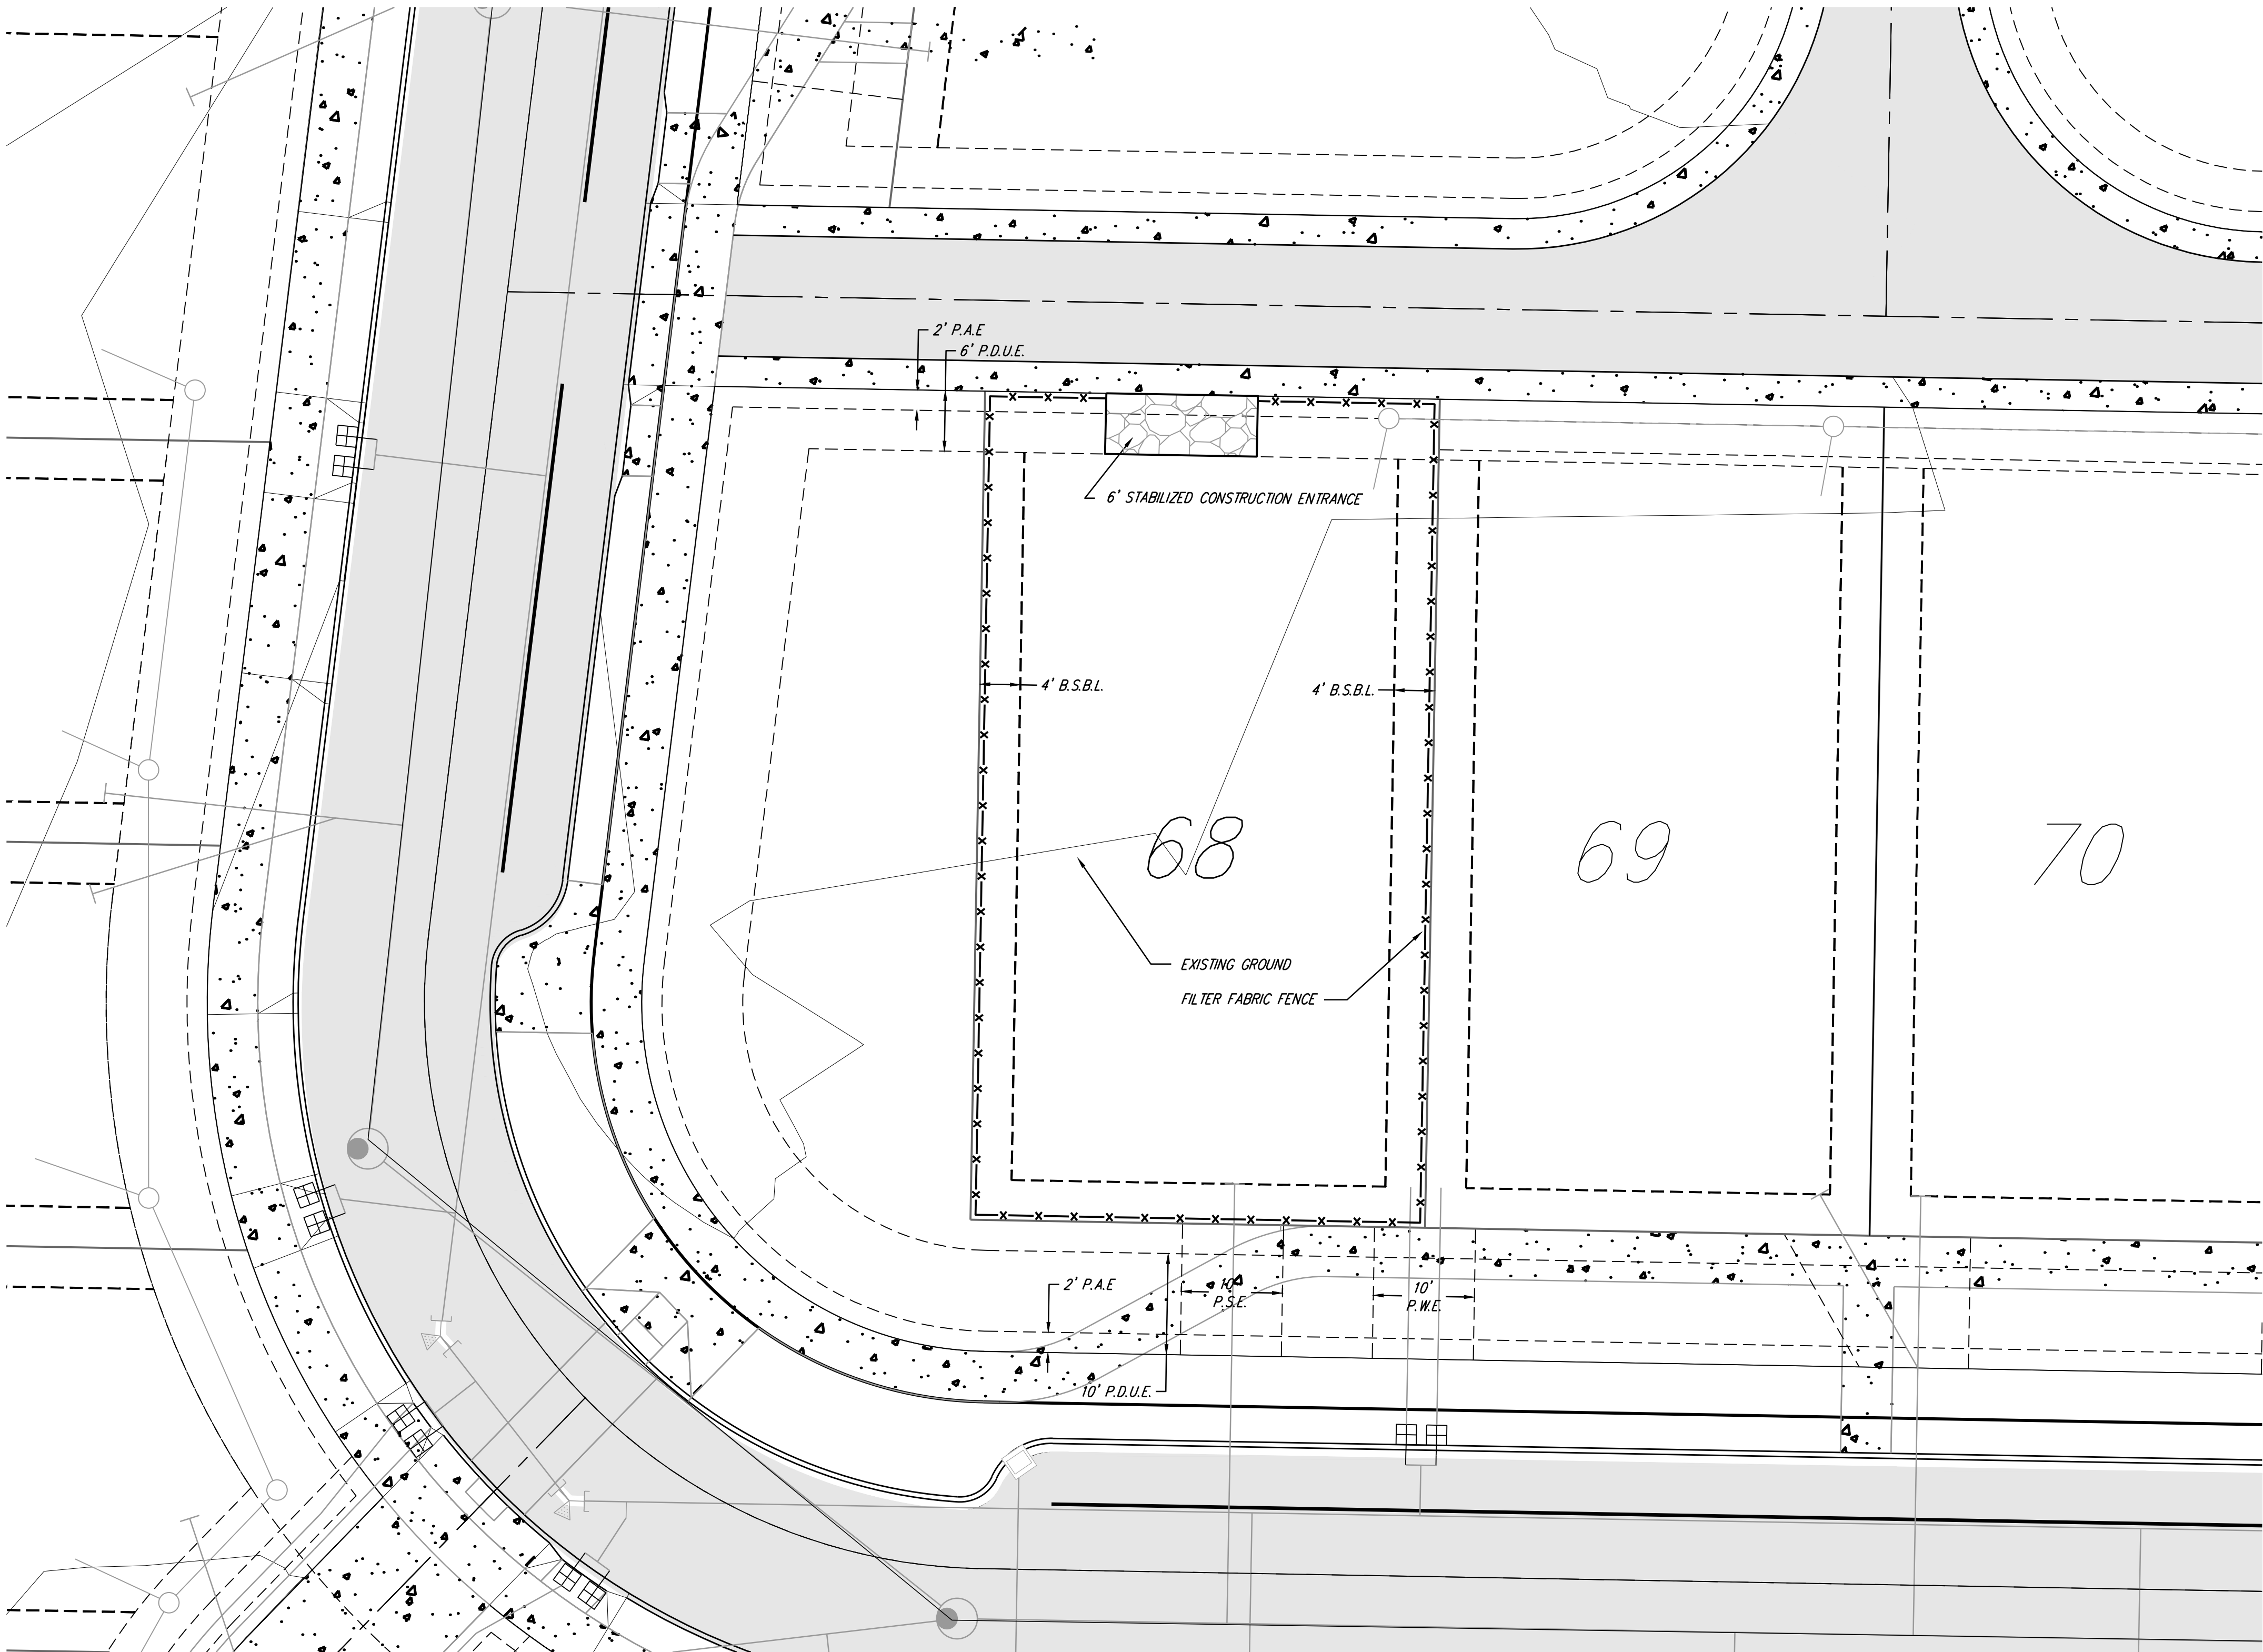 2' P.A.E
6' P.D.U.E.
6' STABILIZED CONSTRUCTION ENTRANCE
4' B.S.B.L.
4' B.S.B.L.
68
69
70
EXISTING GROUND
FILTER FABRIC FENCE
2' P.A.E
10'
P.S.E.
10'
P.W.E.
10' P.D.U.E.